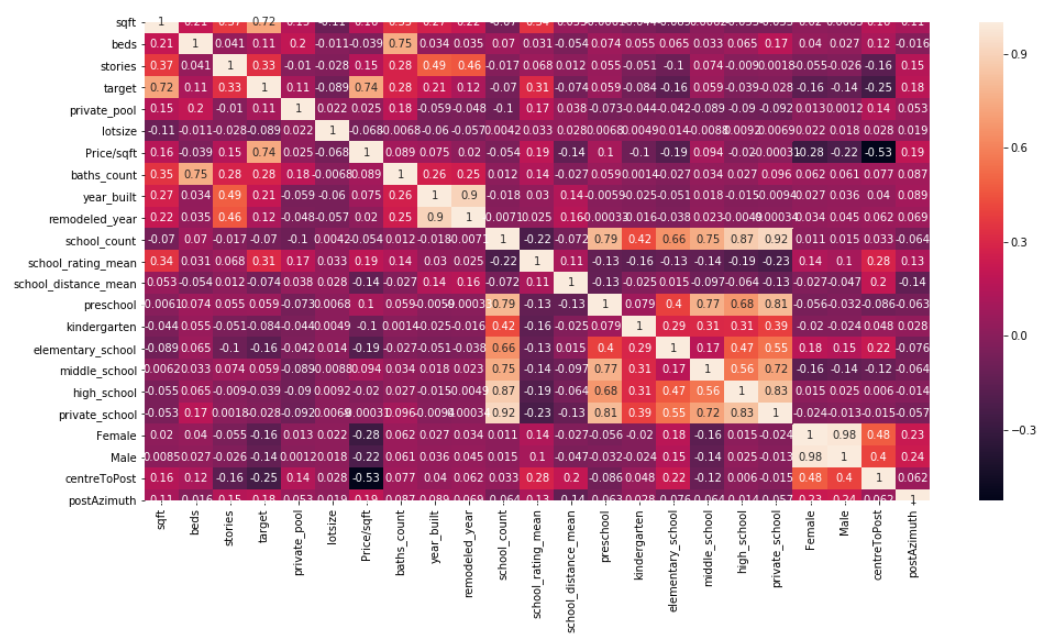 sqft 1 0.21 0.37 0.72 -0.11 0.16 0.27 0.22 -0.07 0.34 0.02 0.0085 0.16 0.11
beds 0.21 1 0.041 0.11 0.2 -0.011 -0.039 0.75 0.034 0.035 0.07 0.031 -0.054 0.074 0.055 0.065 0.033 0.065 0.17 0.04 0.027 0.12 -0.016
stories 0.37 0.041 1 0.33 -0.01 -0.028 0.15 0.28 0.49 0.46 -0.017 0.068 0.012 0.055 -0.051 -0.1 0.074 -0.009 0.0018 -0.055 -0.026 -0.16 0.15
target 0.72 0.11 0.33 1 0.11 -0.089 0.74 0.28 0.21 0.12 -0.07 0.31 -0.074 0.059 -0.084 -0.16 0.059 -0.039 -0.028 -0.16 -0.14 -0.25 0.18
private_pool 0.13 0.2 -0.01 0.11 1 0.022 0.025 0.18 -0.059 -0.048 -0.1 0.17 0.038 -0.073 -0.044 -0.042 -0.089 -0.09 -0.092 0.013 0.0012 0.14 0.053
lotsize -0.11 -0.011 -0.028 -0.089 0.022 1 -0.068 -0.0068 -0.06 -0.057 0.0042 0.033 0.028 0.0068 0.0049 0.014 -0.0088 0.0092 0.0069 0.022 0.018 0.028 0.019
Price/sqft 0.16 -0.039 0.15 0.74 0.025 -0.068 1 0.089 0.075 0.02 -0.054 0.19 -0.14 0.1 -0.1 -0.19 0.094 -0.02 -0.00031 -0.28 -0.22 -0.53 0.19
baths_count 0.35 0.75 0.28 0.28 0.18 -0.0068 0.089 1 0.26 0.25 0.012 0.14 -0.027 0.059 0.0014 -0.027 0.034 0.027 0.096 0.062 0.061 0.077 0.087
year_built 0.27 0.034 0.49 0.21 -0.059 -0.06 0.075 0.26 1 0.9 -0.018 0.03 0.14 -0.0059 -0.025 -0.051 0.018 -0.015 0.0094 0.027 0.036 0.04 0.089
remodeled_year 0.22 0.035 0.46 0.12 -0.048 -0.057 0.02 0.25 0.9 1 0.0071 0.025 0.16 -0.00033 -0.016 -0.038 0.023 -0.0049 0.00034 0.034 0.045 0.062 0.069
school_count -0.07 0.07 -0.017 -0.07 -0.1 0.0042 -0.054 0.012 -0.018 0.0071 1 -0.22 -0.072 0.79 0.42 0.66 0.75 0.87 0.92 0.011 0.015 0.033 -0.064
school_rating_mean 0.34 0.031 0.068 0.31 0.17 0.033 0.19 0.14 0.03 0.025 -0.22 1 0.11 -0.13 -0.16 -0.13 -0.14 -0.19 -0.23 0.14 0.1 0.28 0.13
school_distance_mean -0.053 -0.054 0.012 -0.074 0.038 0.028 -0.14 -0.027 0.14 0.16 -0.072 0.11 1 -0.13 -0.025 0.015 -0.097 -0.064 -0.13 -0.027 -0.047 0.2 -0.14
preschool -0.0061 0.074 0.055 0.059 -0.073 0.0068 0.1 0.059 -0.0059 -0.00033 0.79 -0.13 -0.13 1 0.079 0.4 0.77 0.68 0.81 -0.056 -0.032 -0.086 -0.063
kindergarten -0.044 0.055 -0.051 -0.084 -0.044 0.0049 -0.1 0.0014 -0.025 -0.016 0.42 -0.16 -0.025 0.079 1 0.29 0.31 0.31 0.39 -0.02 -0.024 0.048 0.028
elementary_school -0.089 0.065 -0.1 -0.16 -0.042 0.014 -0.19 -0.027 -0.051 -0.038 0.66 -0.13 0.015 0.4 0.29 1 0.17 0.47 0.55 0.18 0.15 0.22 -0.076
middle_school 0.0062 0.033 0.074 0.059 -0.089 -0.0088 0.094 0.034 0.018 0.023 0.75 -0.14 -0.097 0.77 0.31 0.17 1 0.56 0.72 -0.16 -0.14 -0.12 -0.064
high_school -0.055 0.065 -0.009 -0.039 -0.09 0.0092 -0.02 0.027 -0.015 -0.0049 0.87 -0.19 -0.064 0.68 0.31 0.47 0.56 1 0.83 0.015 0.025 0.006 -0.014
private_school -0.053 0.17 0.0018 -0.028 -0.092 0.0069 -0.00031 0.096 -0.0094 0.00034 0.92 -0.23 -0.13 0.81 0.39 0.55 0.72 0.83 1 -0.024 -0.013 -0.015 -0.057
Female 0.02 0.04 -0.055 -0.16 0.013 0.022 -0.28 0.062 0.027 0.034 0.011 0.14 -0.027 -0.056 -0.02 0.18 -0.16 0.015 -0.024 1 0.98 0.48 0.23
Male 0.0085 0.027 -0.026 -0.14 0.0012 0.018 -0.22 0.061 0.036 0.045 0.015 0.1 -0.047 -0.032 -0.024 0.15 -0.14 0.025 -0.013 0.98 1 0.4 0.24
centreToPost 0.16 0.12 -0.16 -0.25 0.14 0.028 -0.53 0.077 0.04 0.062 0.033 0.28 0.2 -0.086 0.048 0.22 -0.12 0.006 -0.015 0.48 0.4 1 0.062
postAzimuth 0.11 -0.016 0.15 0.18 0.053 0.019 0.19 0.087 0.089 0.069 -0.064 0.13 -0.14 -0.063 0.028 -0.076 -0.064 -0.014 -0.057 0.23 0.24 0.062 1
sqft
beds
stories
target
private_pool
lotsize
Price/sqft
baths_count
year_built
remodeled_year
school_count
school_rating_mean
school_distance_mean
preschool
kindergarten
elementary_school
middle_school
high_school
private_school
Female
Male
centreToPost
postAzimuth
0.9
0.6
0.3
0.0
−0.3